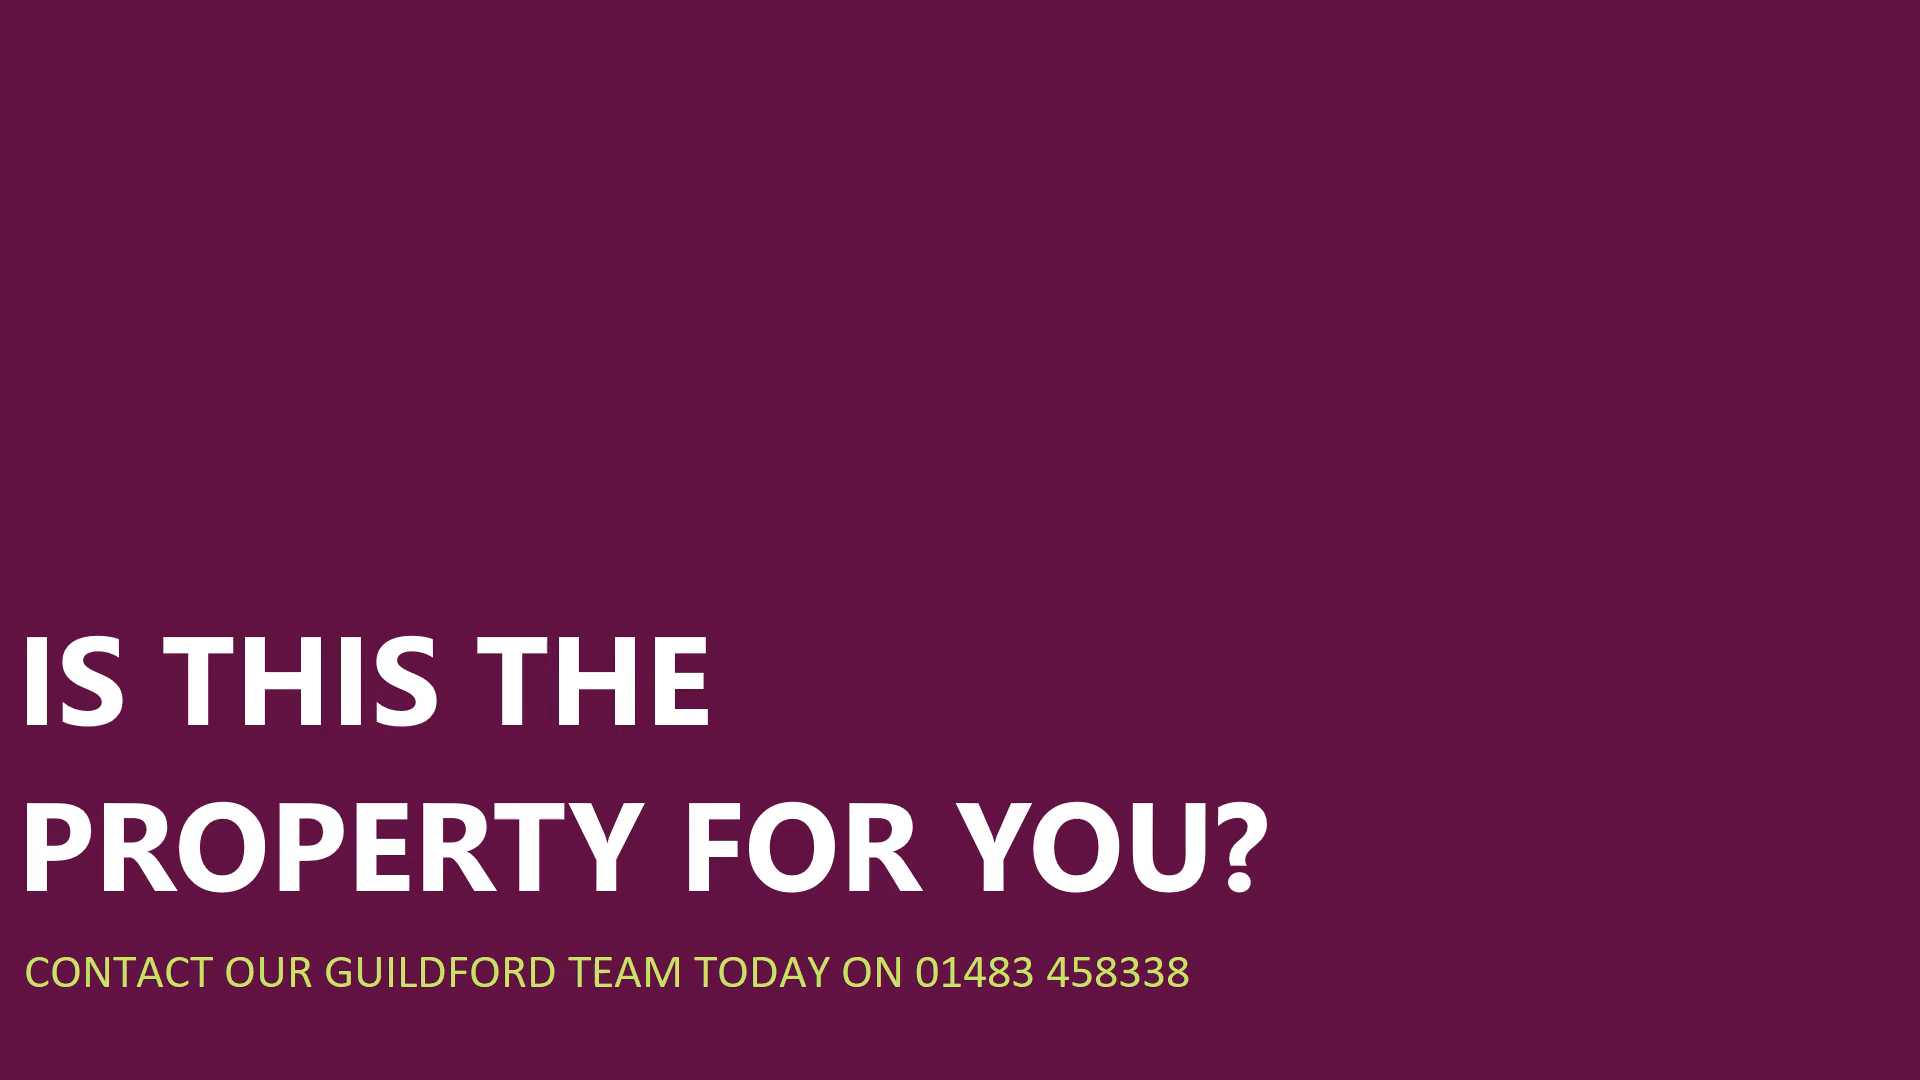 IS THIS THE
PROPERTY FOR YOU?
CONTACT OUR GUILDFORD TEAM TODAY ON 01483 458338